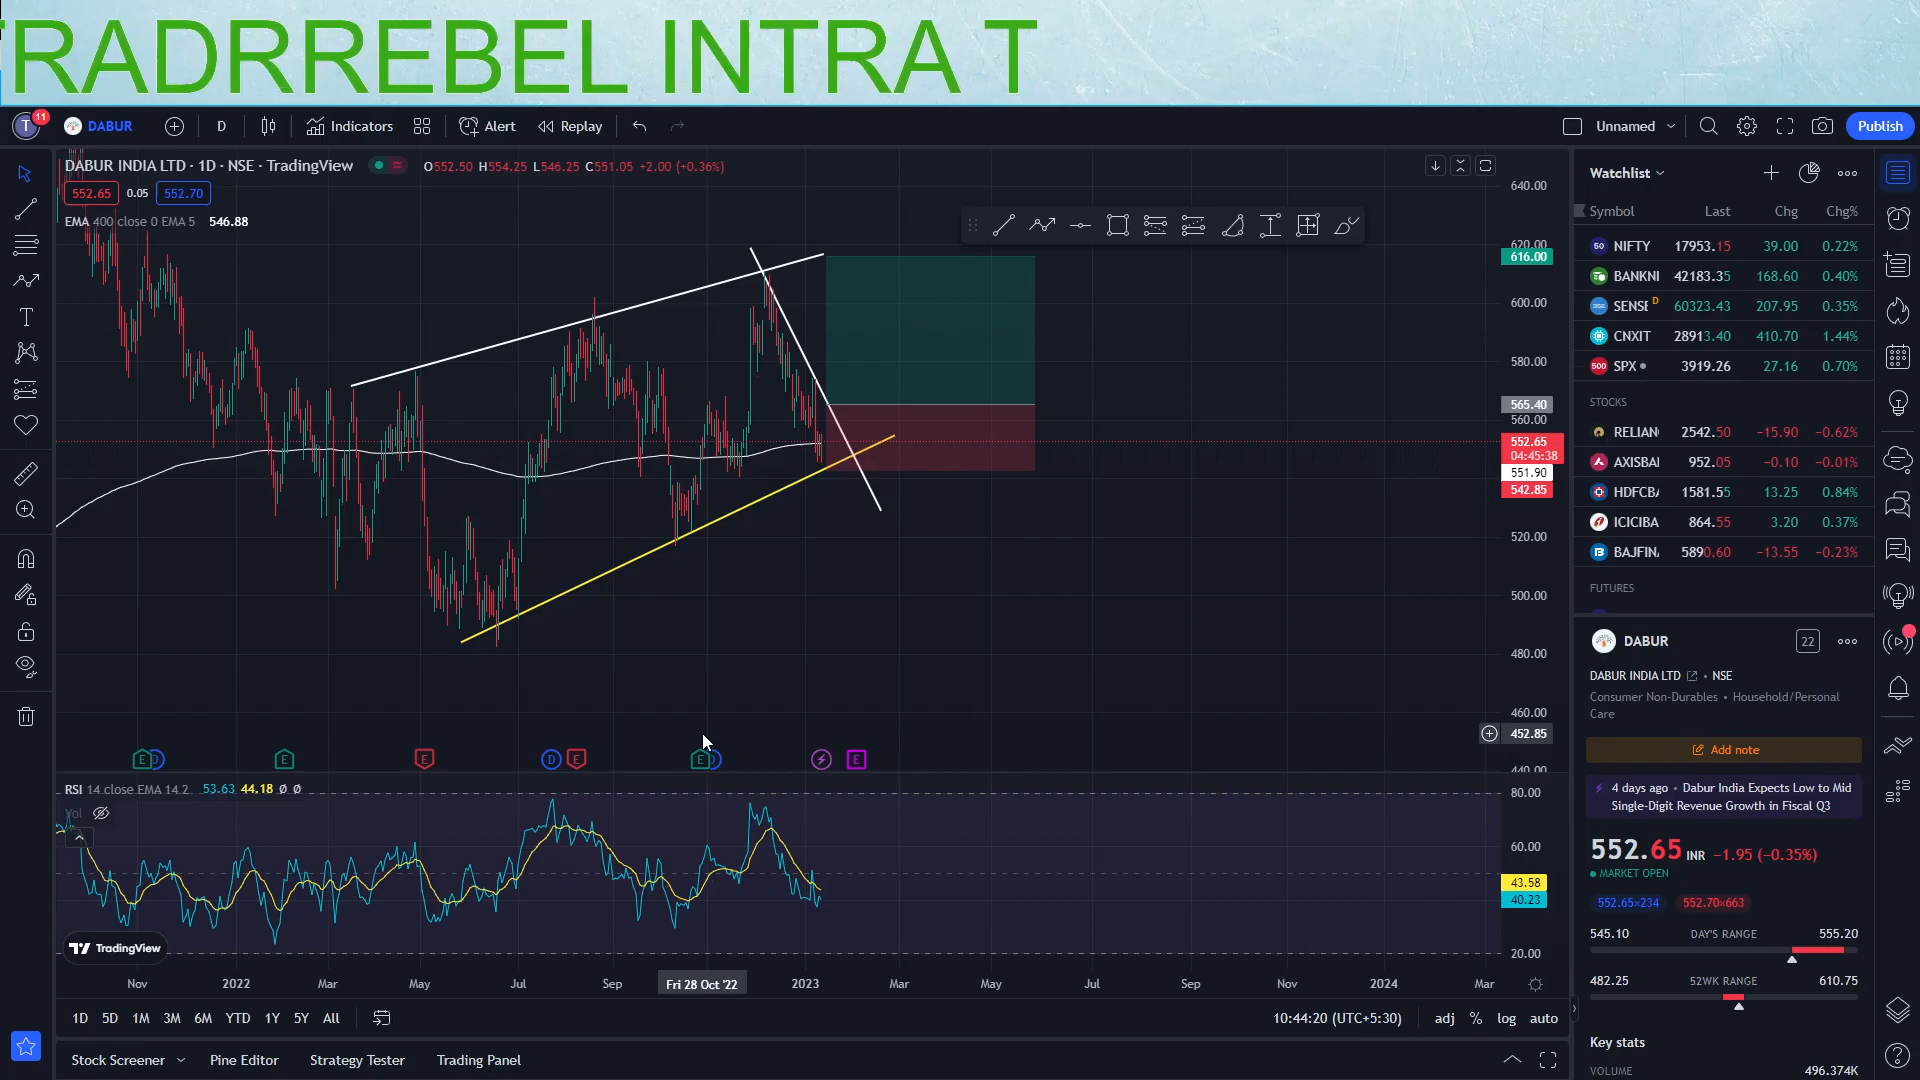 RADRREBEL INTRA T
T 11 DABUR D Indicators Alert Replay Unnamed Publish
DABUR INDIA LTD · 1D · NSE · TradingView O552.50 H554.25 L546.25 C551.05 +2.00 (+0.36%)
552.65 0.05 552.70
EMA 400 close 0 EMA 5 546.88
640.00
620.00
616.00
600.00
580.00
565.40
560.00
552.65
04:45:38
551.90
542.85
520.00
500.00
480.00
460.00
452.85
440.00
E D E E D E E D E
RSI 14 close EMA 14 2 53.63 44.18 Ø Ø
Vol
80.00
60.00
43.58
40.23
20.00
TradingView
Nov 2022 Mar May Jul Sep Fri 28 Oct '22 2023 Mar May Jul Sep Nov 2024 Mar
1D 5D 1M 3M 6M YTD 1Y 5Y All 10:44:20 (UTC+5:30) adj % log auto
Stock Screener Pine Editor Strategy Tester Trading Panel
Watchlist
Symbol Last Chg Chg%
50 NIFTY 17953.15 39.00 0.22%
BANKNI 42183.35 168.60 0.40%
SENSE D 60323.43 207.95 0.35%
CNXIT 28913.40 410.70 1.44%
500 SPX 3919.26 27.16 0.70%
STOCKS
RELIAN 2542.50 −15.90 −0.62%
AXISBAI 952.05 −0.10 −0.01%
HDFCB 1581.55 13.25 0.84%
ICICIBA 864.55 3.20 0.37%
BAJFIN 5890.60 −13.55 −0.23%
FUTURES
DABUR 22
DABUR INDIA LTD • NSE
Consumer Non-Durables • Household/Personal
Care
Add note
4 days ago • Dabur India Expects Low to Mid
Single-Digit Revenue Growth in Fiscal Q3
552.65 INR −1.95 (−0.35%)
MARKET OPEN
552.65×234 552.70×663
545.10 DAY'S RANGE 555.20
482.25 52WK RANGE 610.75
Key stats
VOLUME 496.374K